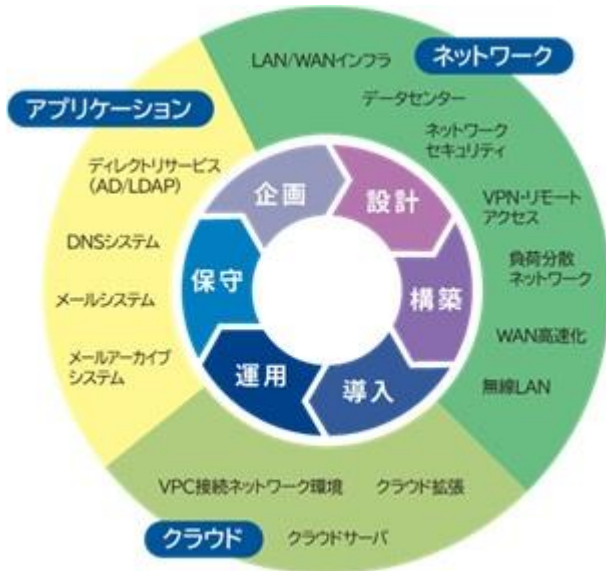 ネットワーク
LAN/WANインフラ
データセンター
ネットワーク
セキュリティ
VPN・リモート
アクセス
負荷分散
ネットワーク
WAN高速化
無線LAN
アプリケーション
ディレクトリサービス
(AD/LDAP)
DNSシステム
メールシステム
メールアーカイブ
システム
企画
設計
構築
導入
運用
保守
VPC接続ネットワーク環境
クラウド拡張
クラウド
クラウドサーバ